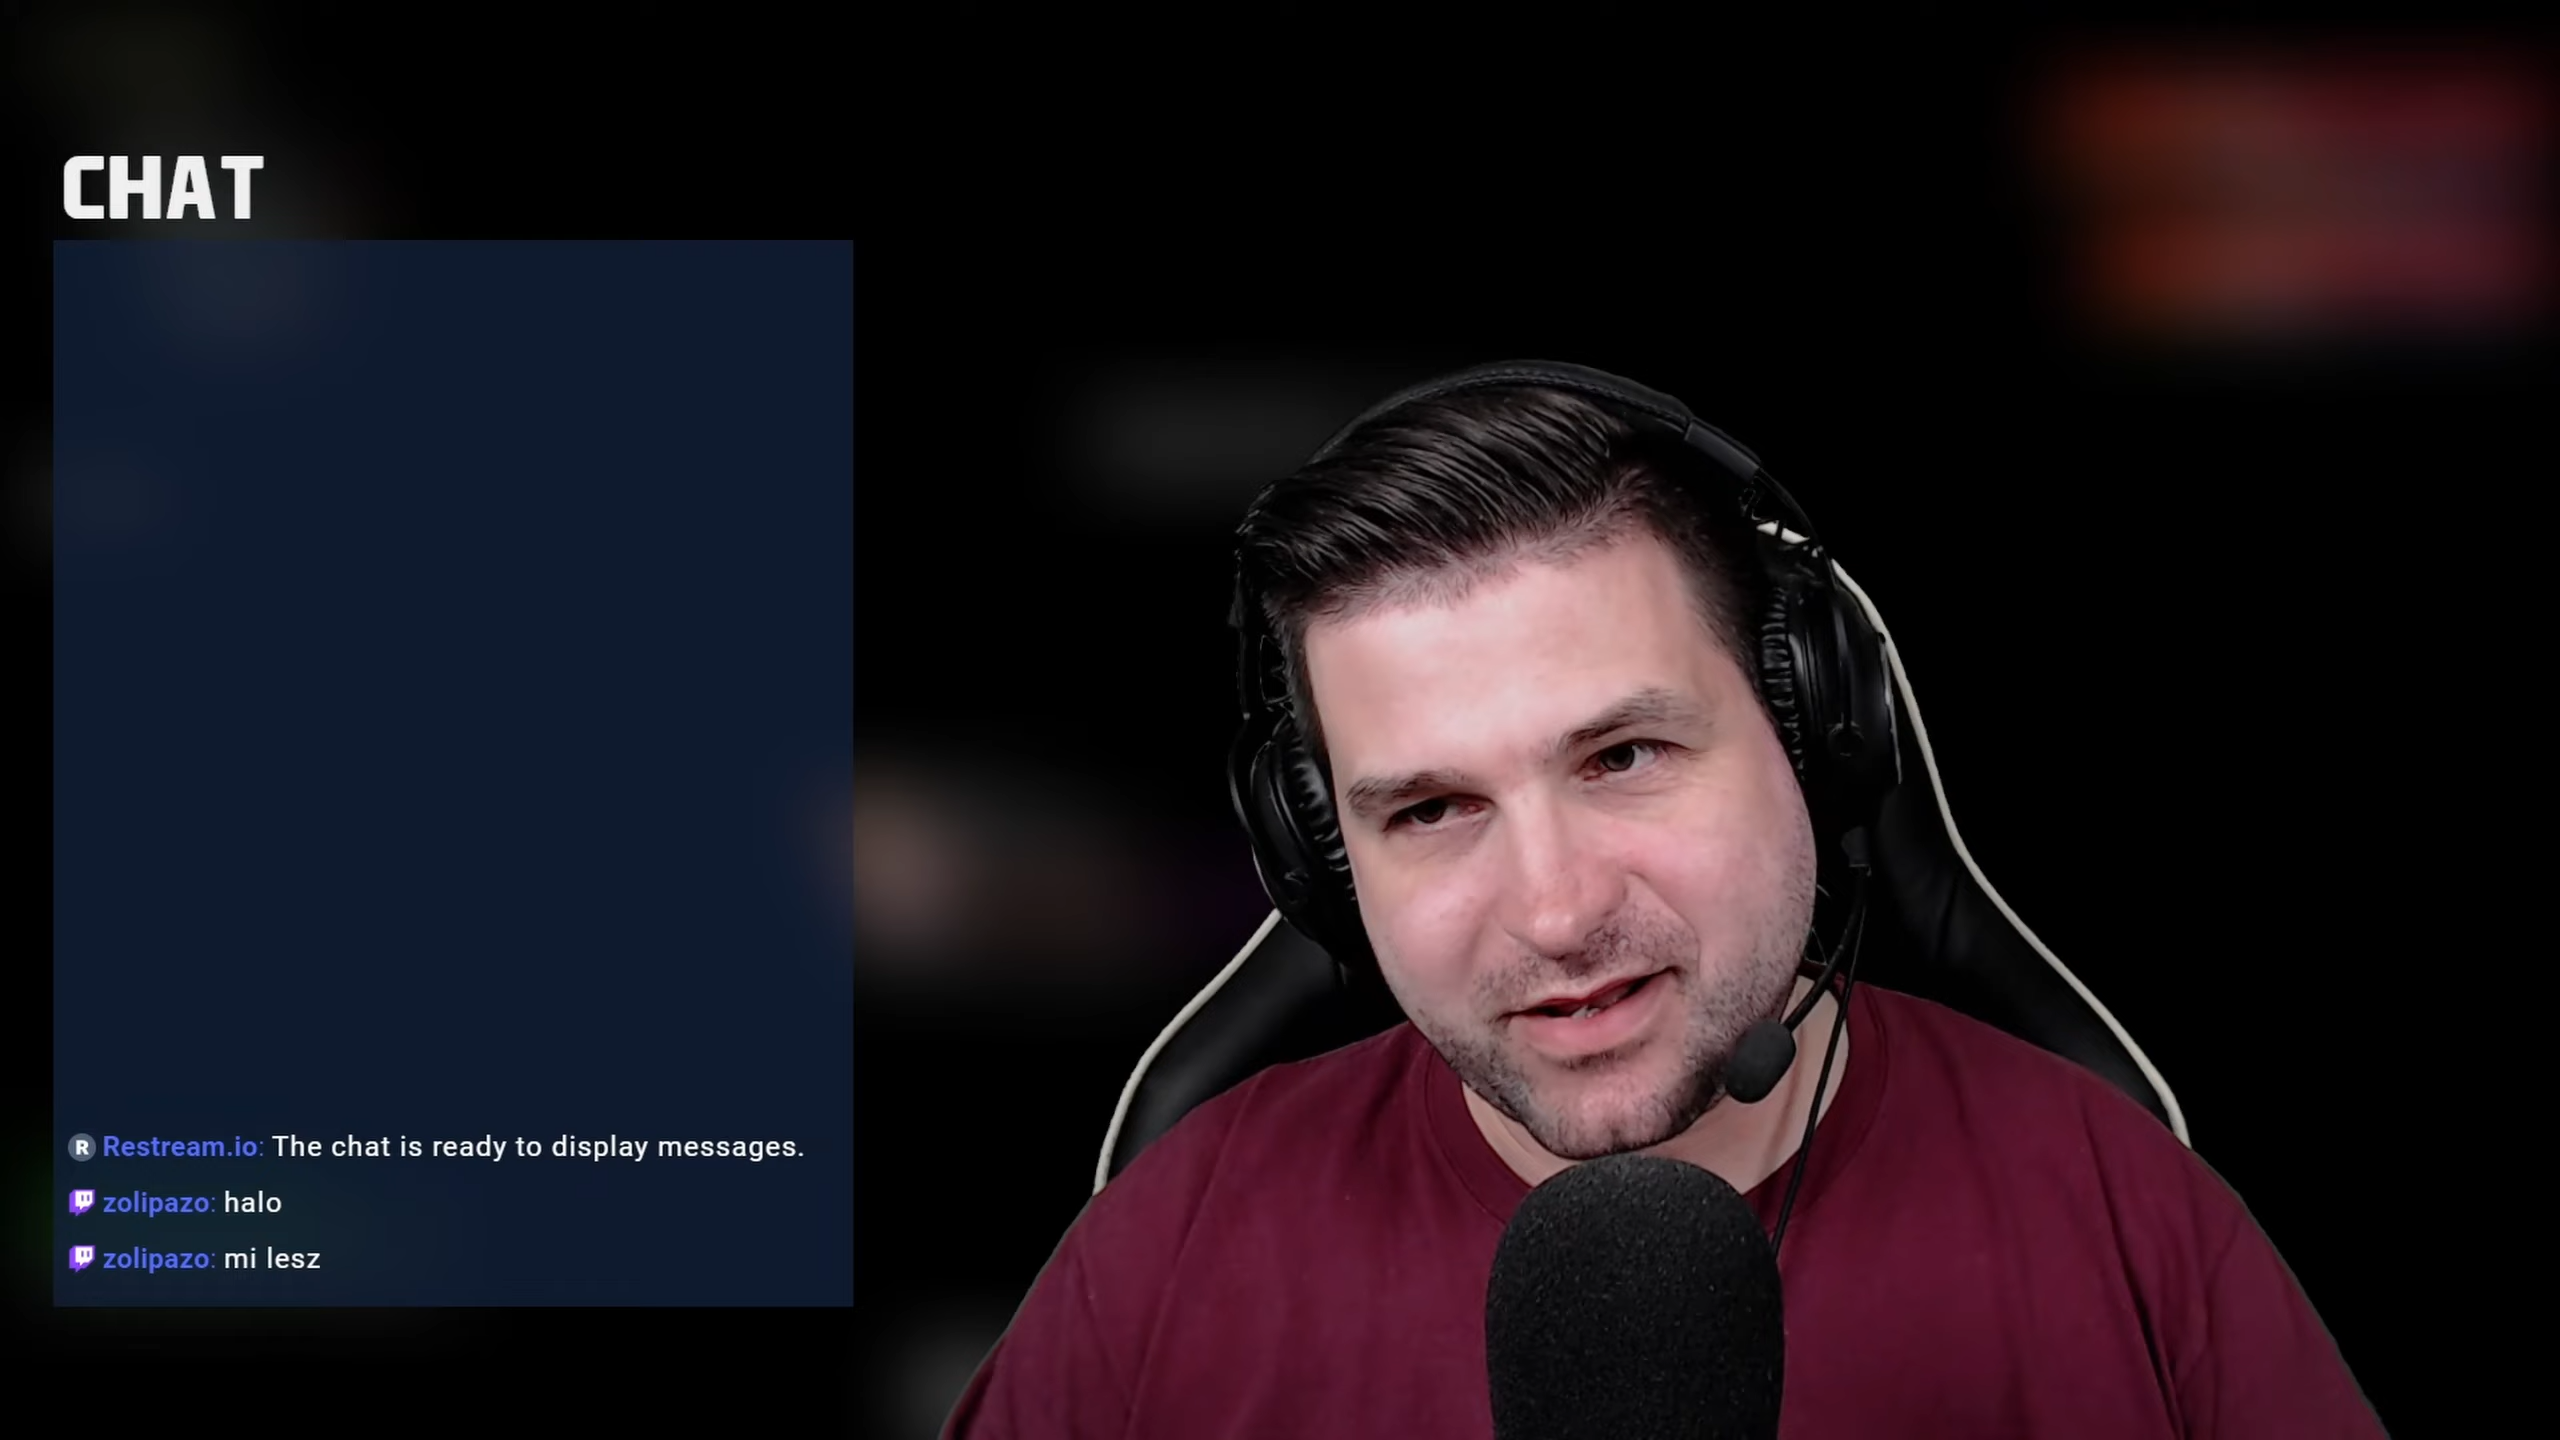 CHAT
R Restream.io: The chat is ready to display messages.
zolipazo: halo
zolipazo: mi lesz